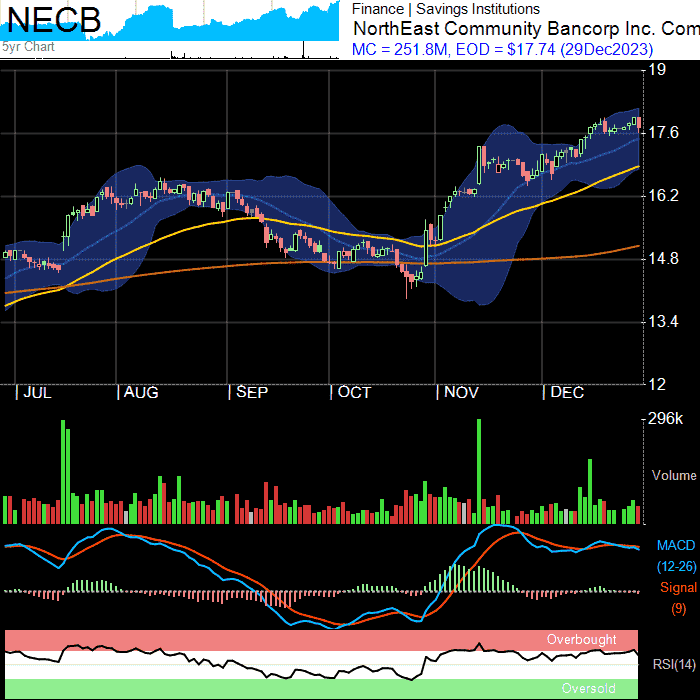 NECB
5yr Chart
Finance | Savings Institutions
NorthEast Community Bancorp Inc. Com
MC = 251.8M, EOD = $17.74 (29Dec2023)
19
17.6
16.2
14.8
13.4
12
| JUL | AUG | SEP | OCT | NOV | DEC
296k
Volume
MACD
(12-26)
Signal
(9)
Overbought
RSI(14)
Oversold